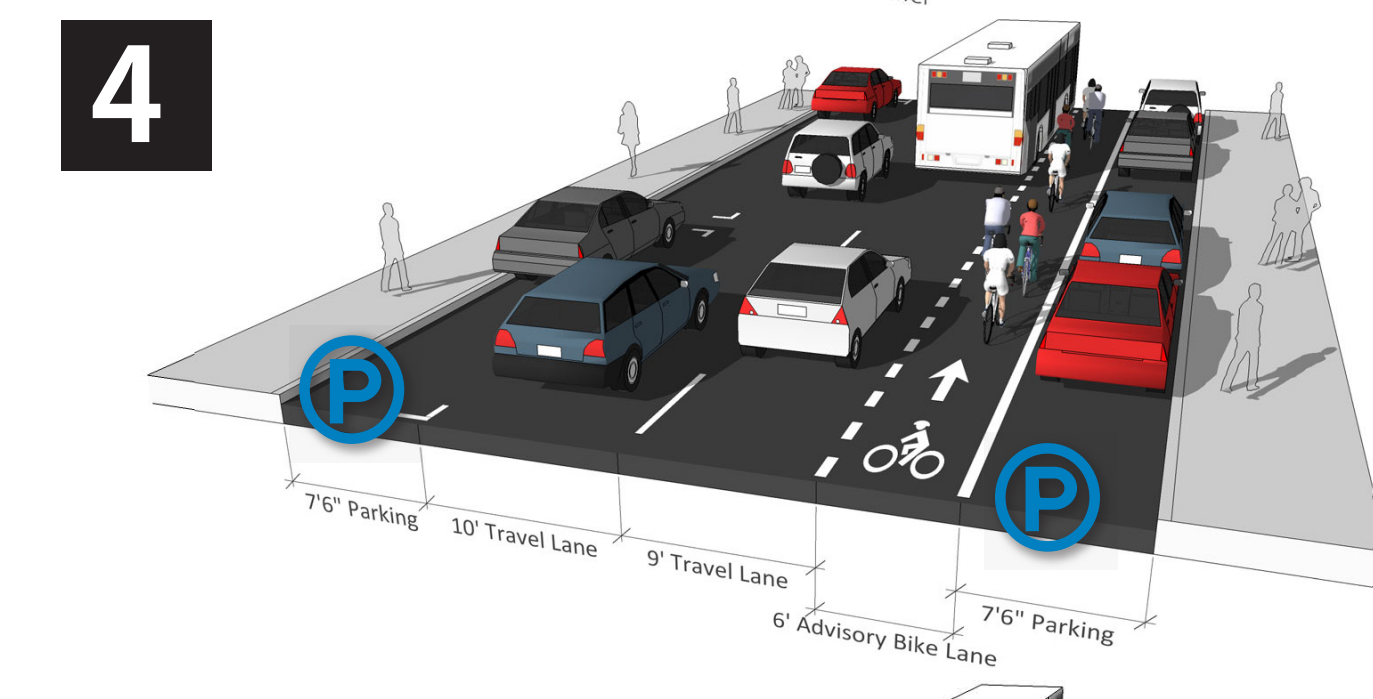 4
P
P
7'6" Parking
10' Travel Lane
9' Travel Lane
6' Advisory Bike Lane
7'6" Parking